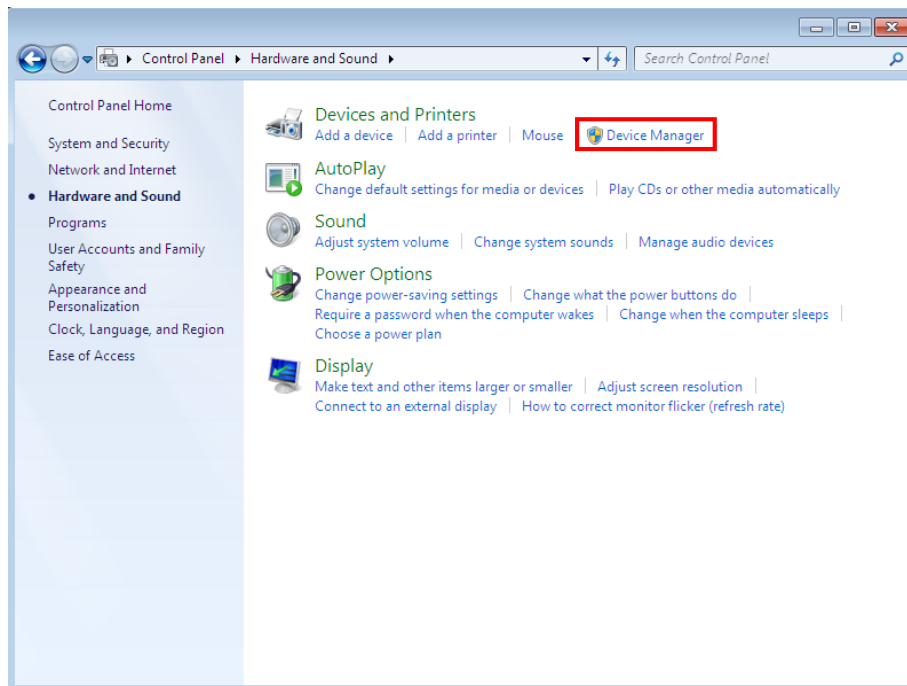 Control Panel Hardware and Sound Search Control Panel
Control Panel Home
System and Security
Network and Internet
Hardware and Sound
Programs
User Accounts and Family
Safety
Appearance and
Personalization
Clock, Language, and Region
Ease of Access
Devices and Printers
Add a device Add a printer Mouse Device Manager
AutoPlay
Change default settings for media or devices Play CDs or other media automatically
Sound
Adjust system volume Change system sounds Manage audio devices
Power Options
Change power-saving settings Change what the power buttons do
Require a password when the computer wakes Change when the computer sleeps
Choose a power plan
Display
Make text and other items larger or smaller Adjust screen resolution
Connect to an external display How to correct monitor flicker (refresh rate)